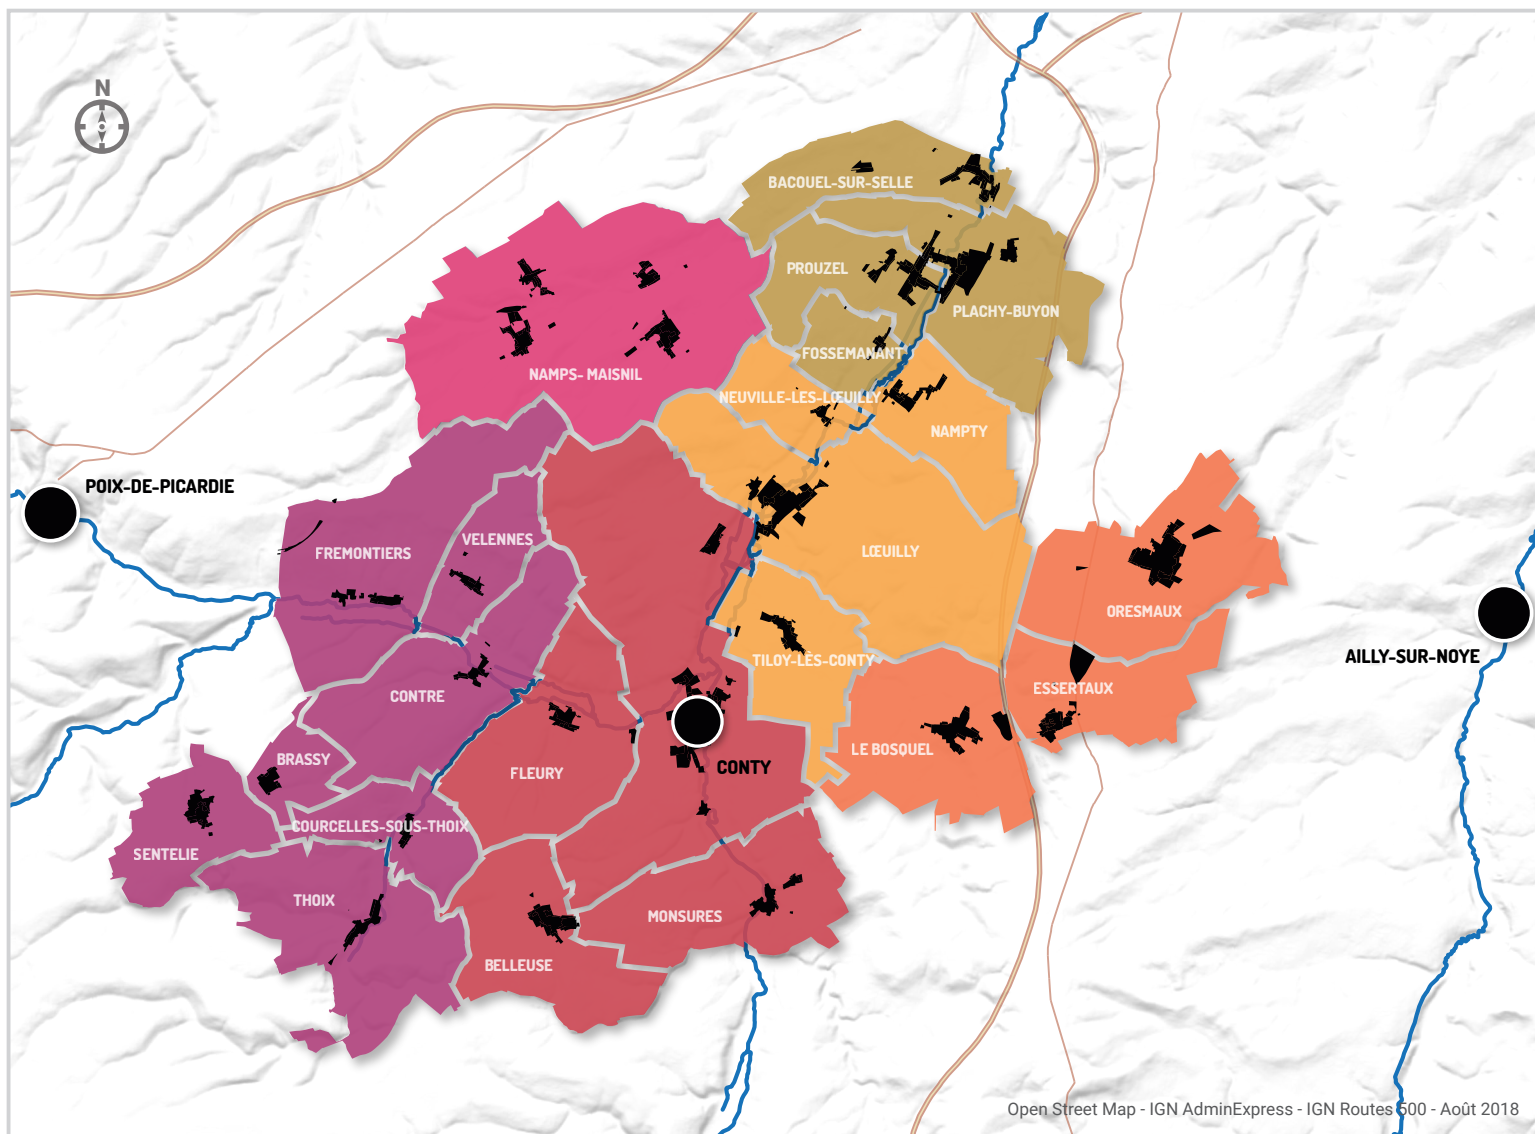 N
BACOUEL-SUR-SELLE
PROUZEL
PLACHY-BUYON
FOSSEMANANT
NAMPS- MAISNIL
NEUVILLE-LES-LŒUILLY
NAMPTY
POIX-DE-PICARDIE
VELENNES
FREMONTIERS
LŒUILLY
ORESMAUX
AILLY-SUR-NOYE
TILOY-LES-CONTY
ESSERTAUX
CONTRE
LE BOSQUEL
BRASSY
FLEURY
CONTY
COURCELLES-SOUS-THOIX
SENTELIE
THOIX
MONSURES
BELLEUSE
Open Street Map - IGN AdminExpress - IGN Routes 500 - Août 2018